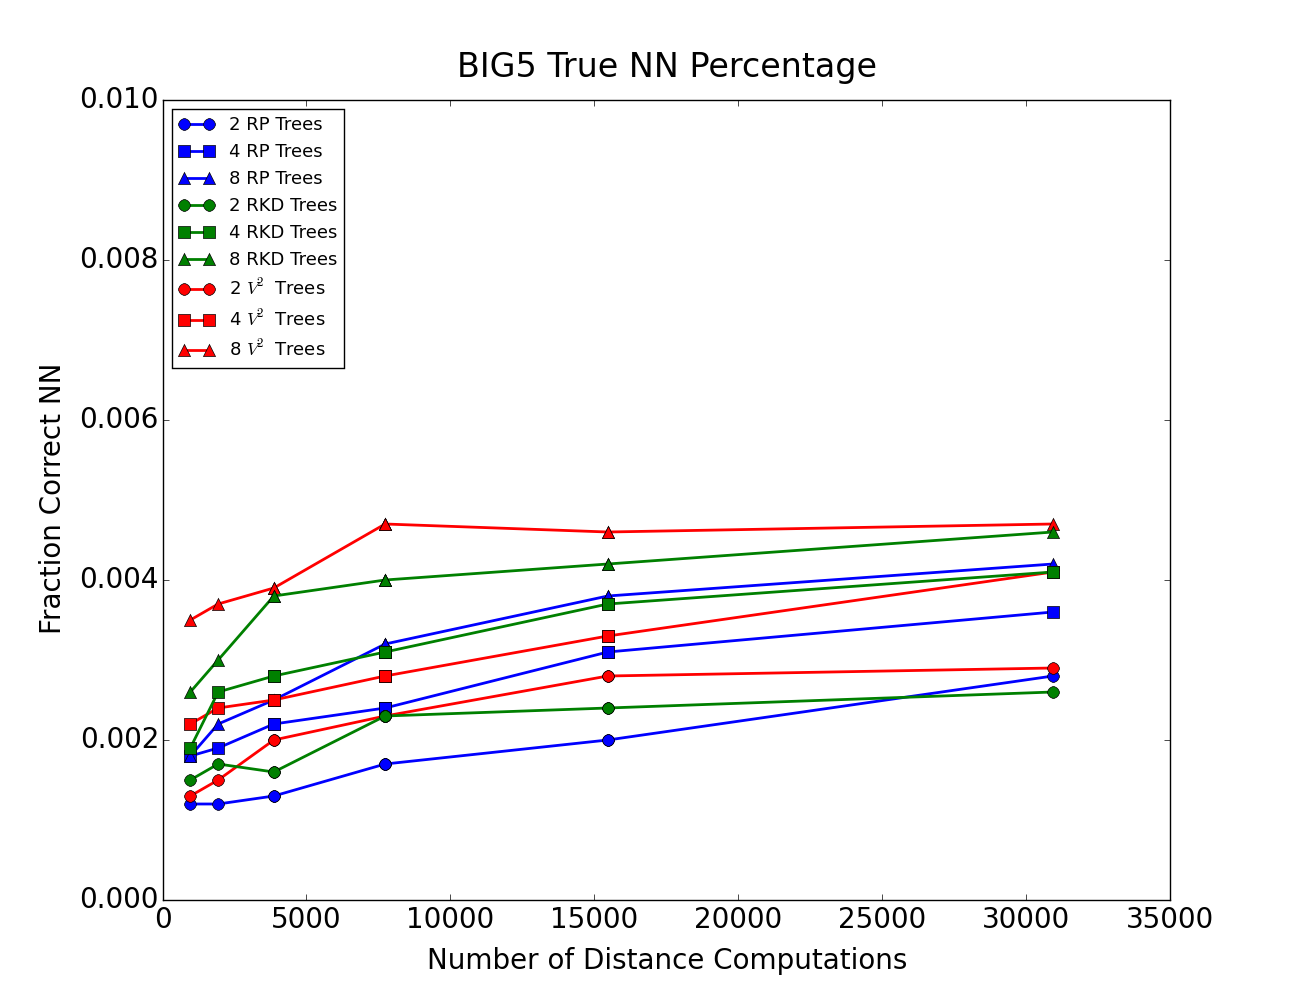 BIG5 True NN Percentage
0.010
0.008
0.006
0.004
0.002
0.000
Fraction Correct NN
2 RP Trees
4 RP Trees
8 RP Trees
2 RKD Trees
4 RKD Trees
8 RKD Trees
2 V² Trees
4 V² Trees
8 V² Trees
0 5000 10000 15000 20000 25000 30000 35000
Number of Distance Computations